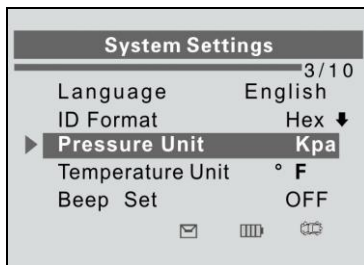 System Settings
3/10
Language English
ID Format Hex
Pressure Unit Kpa
Temperature Unit ° F
Beep Set OFF